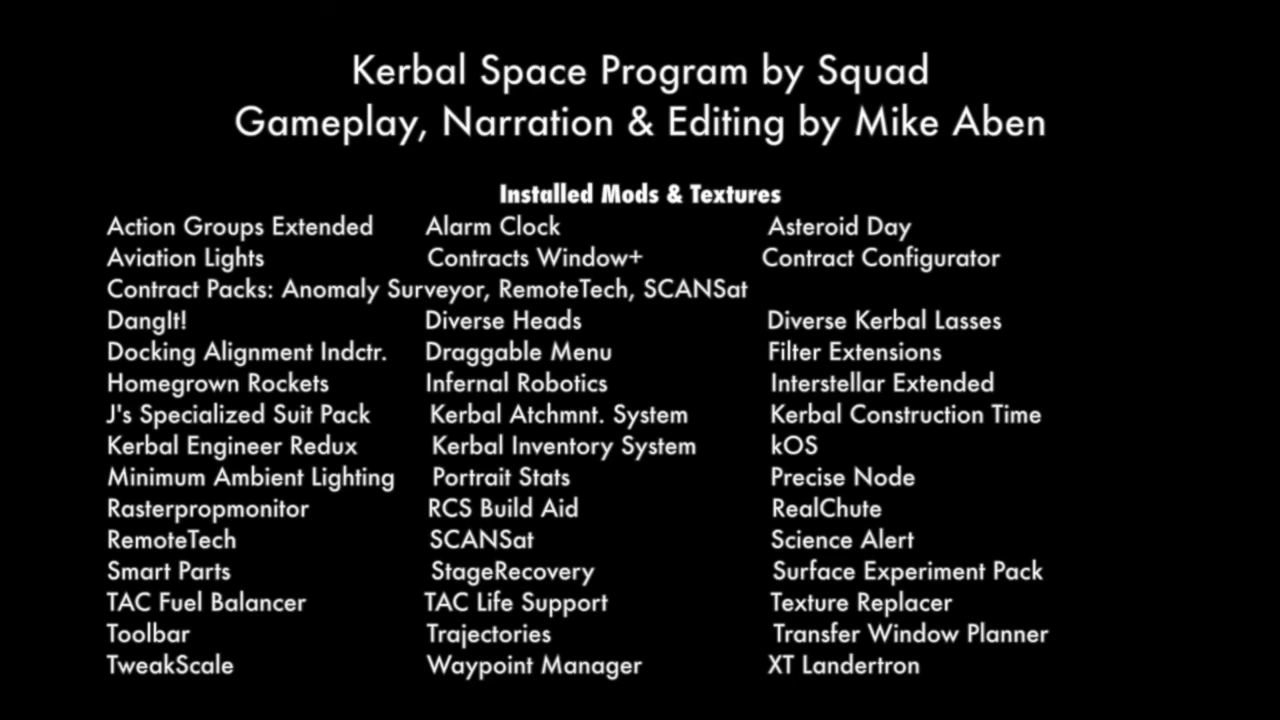 Kerbal Space Program by Squad
Gameplay, Narration & Editing by Mike Aben
Installed Mods & Textures
Action Groups Extended Alarm Clock Asteroid Day
Aviation Lights Contracts Window+ Contract Configurator
Contract Packs: Anomaly Surveyor, RemoteTech, SCANSat
DangIt! Diverse Heads Diverse Kerbal Lasses
Docking Alignment Indctr. Draggable Menu Filter Extensions
Homegrown Rockets Infernal Robotics Interstellar Extended
J's Specialized Suit Pack Kerbal Atchmnt. System Kerbal Construction Time
Kerbal Engineer Redux Kerbal Inventory System kOS
Minimum Ambient Lighting Portrait Stats Precise Node
Rasterpropmonitor RCS Build Aid RealChute
RemoteTech SCANSat Science Alert
Smart Parts StageRecovery Surface Experiment Pack
TAC Fuel Balancer TAC Life Support Texture Replacer
Toolbar Trajectories Transfer Window Planner
TweakScale Waypoint Manager XT Landertron